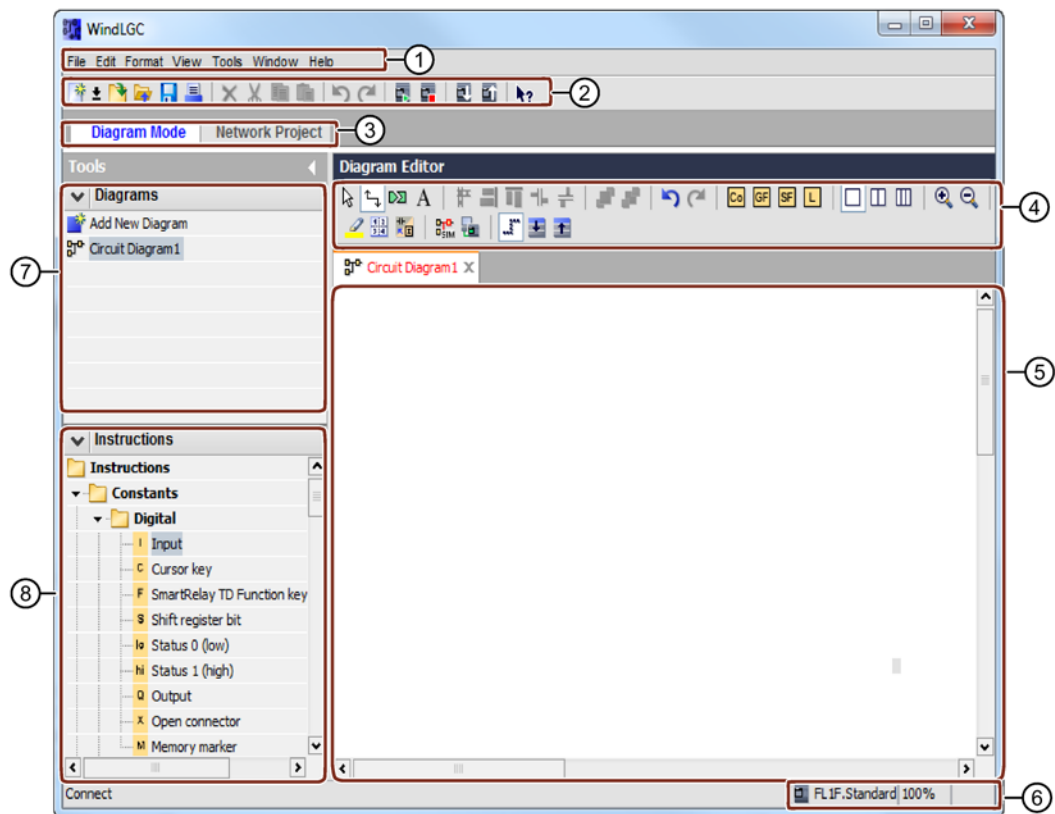 WindLGC
File Edit Format View Tools Window Help
1
2
Diagram Mode Network Project
3
Tools
Diagram Editor
Diagrams
A Co GF SF L
4
Add New Diagram
SIM
Circuit Diagram1
7
Circuit Diagram1 X
5
Instructions
Instructions
Constants
Digital
I Input
C Cursor key
F SmartRelay TD Function key
8
S Shift register bit
lo Status 0 (low)
hi Status 1 (high)
Q Output
X Open connector
M Memory marker
Connect
FL1F.Standard 100%
6